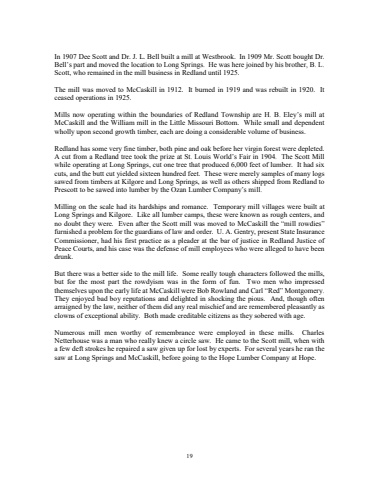 In 1907 Dee Scott and Dr. J. L. Bell built a mill at Westbrook.  In 1909 Mr. Scott bought Dr.
Bell's part and moved the location to Long Springs.  He was here joined by his brother, B. L.
Scott, who remained in the mill business in Redland until 1925.

The mill was moved to McCaskill in 1912.  It burned in 1919 and was rebuilt in 1920.  It
ceased operations in 1925.

Mills now operating within the boundaries of Redland Township are H. B. Eley's mill at
McCaskill and the William mill in the Little Missouri Bottom.  While small and dependent
wholly upon second growth timber, each are doing a considerable volume of business.

Redland has some very fine timber, both pine and oak before her virgin forest were depleted.
A cut from a Redland tree took the prize at St. Louis World's Fair in 1904.  The Scott Mill
while operating at Long Springs, cut one tree that produced 6,000 feet of lumber.  It had six
cuts, and the butt cut yielded sixteen hundred feet.  These were merely samples of many logs
sawed from timbers at Kilgore and Long Springs, as well as others shipped from Redland to
Prescott to be sawed into lumber by the Ozan Lumber Company's mill.

Milling on the scale had its hardships and romance.  Temporary mill villages were built at
Long Springs and Kilgore.  Like all lumber camps, these were known as rough centers, and
no doubt they were.  Even after the Scott mill was moved to McCaskill the "mill rowdies"
furnished a problem for the guardians of law and order.  U. A. Gentry, present State Insurance
Commissioner, had his first practice as a pleader at the bar of justice in Redland Justice of
Peace Courts, and his case was the defense of mill employees who were alleged to have been
drunk.

But there was a better side to the mill life.  Some really tough characters followed the mills,
but for the most part the rowdyism was in the form of fun.  Two men who impressed
themselves upon the early life at McCaskill were Bob Rowland and Carl "Red" Montgomery.
They enjoyed bad boy reputations and delighted in shocking the pious.  And, though often
arraigned by the law, neither of them did any real mischief and are remembered pleasantly as
clowns of exceptional ability.  Both made creditable citizens as they sobered with age.

Numerous mill men worthy of remembrance were employed in these mills.  Charles
Netterhouse was a man who really knew a circle saw.  He came to the Scott mill, when with
a few deft strokes he repaired a saw given up for lost by experts.  For several years he ran the
saw at Long Springs and McCaskill, before going to the Hope Lumber Company at Hope.

19